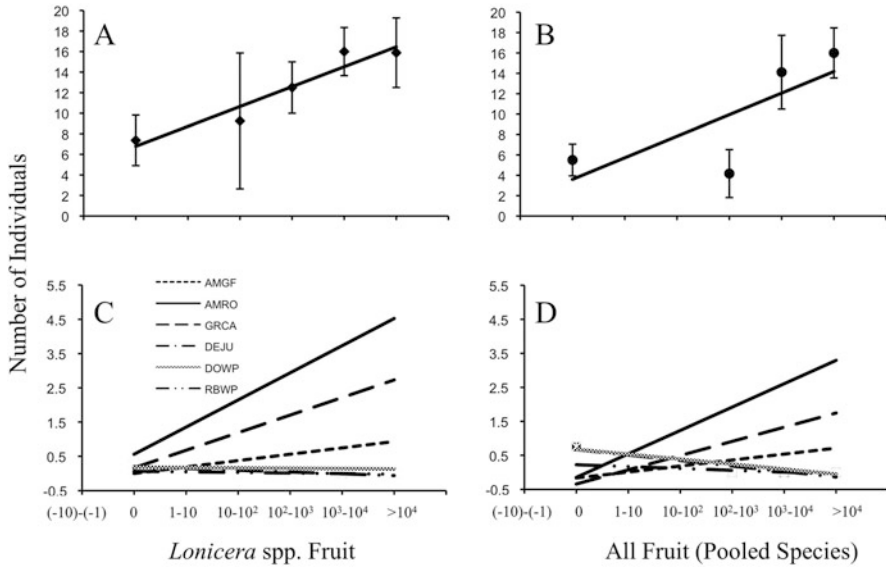 Number of Individuals
A
20
18
16
14
12
10
8
6
4
2
0
B
20
18
16
14
12
10
8
6
4
2
0
C
5.5
4.5
3.5
2.5
1.5
0.5
-0.5
AMGF
AMRO
GRCA
DEJU
DOWP
RBWP
(-10)-(-1) 0 1-10 10-10² 10²-10³ 10³-10⁴ >10⁴
Lonicera spp. Fruit
D
5.5
4.5
3.5
2.5
1.5
0.5
-0.5
(-10)-(-1) 0 1-10 10-10² 10²-10³ 10³-10⁴ >10⁴
All Fruit (Pooled Species)